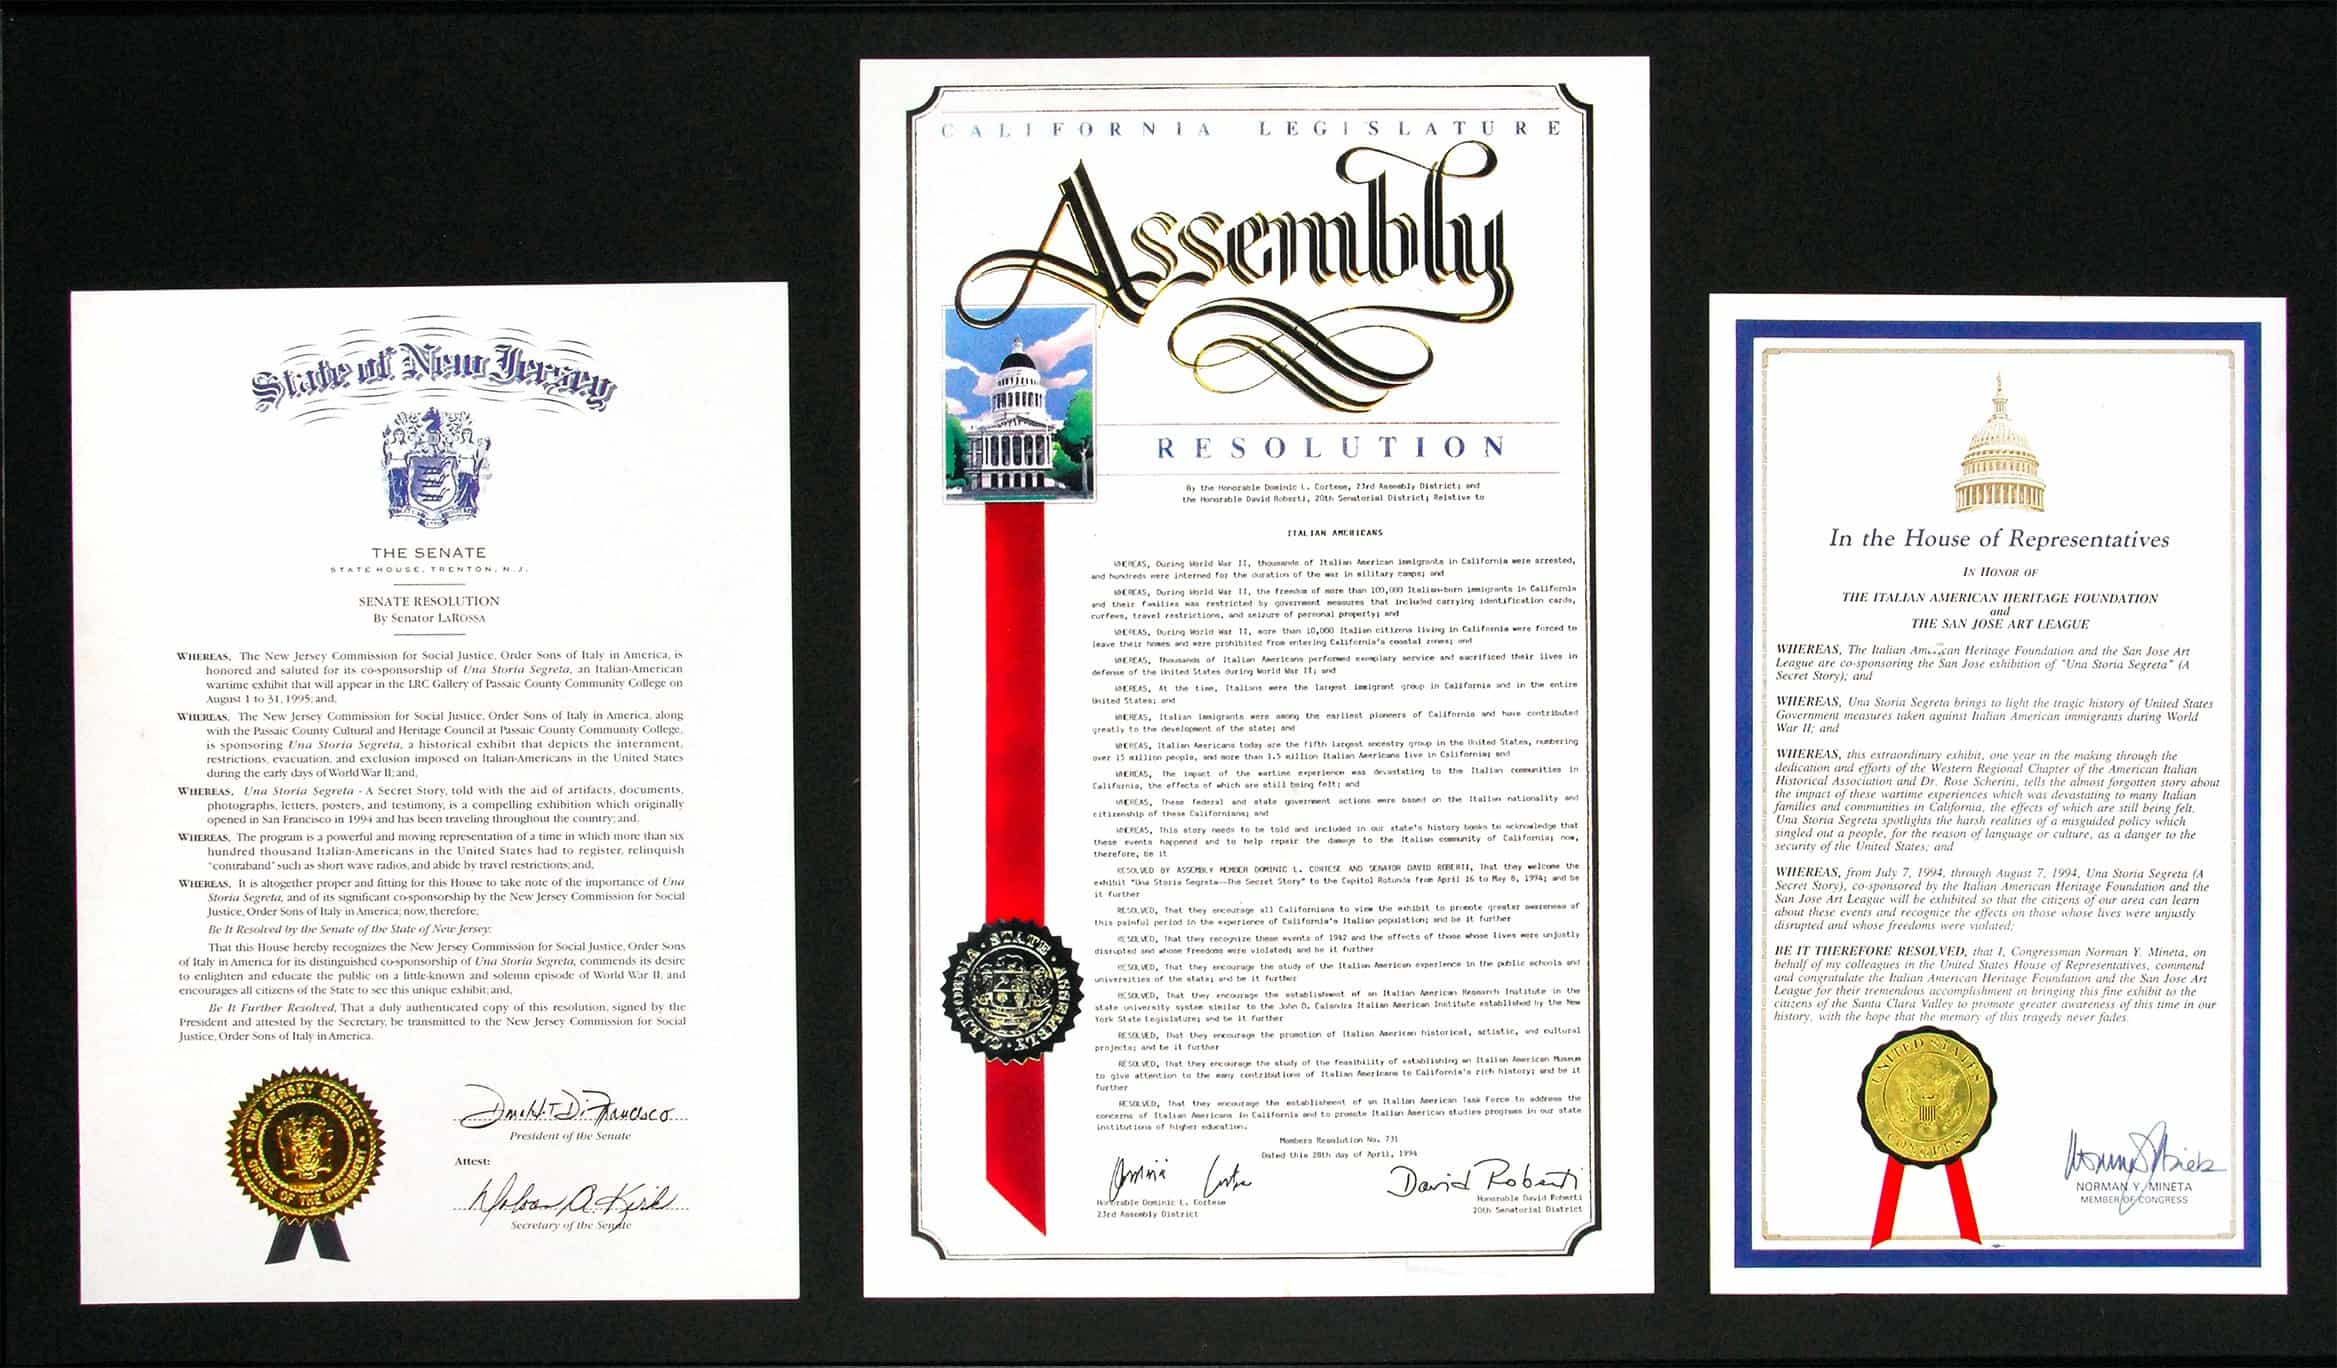 State of New Jersey
THE SENATE
STATE HOUSE, TRENTON, N.J.
SENATE RESOLUTION
By Senator LAROSSA
WHEREAS, The New Jersey Commission for Social Justice, Order Sons of Italy in America, is
honored and saluted for its co-sponsorship of Una Storia Segreta, an Italian-American
wartime exhibit that will appear in the LRC Gallery of Passaic County Community College on
August 1 to 31, 1995; and,
WHEREAS, The New Jersey Commission for Social Justice, Order Sons of Italy in America, along
with the Passaic County Cultural and Heritage Council at Passaic County Community College,
is sponsoring Una Storia Segreta, a historical exhibit that depicts the internment,
restrictions, evacuation, and exclusion imposed on Italian-Americans in the United States
during the early days of World War II; and,
WHEREAS, Una Storia Segreta - A Secret Story, told with the aid of artifacts, documents,
photographs, letters, posters, and testimony, is a compelling exhibition which originally
opened in San Francisco in 1994 and has been traveling throughout the country; and,
WHEREAS, The program is a powerful and moving representation of a time in which more than six
hundred thousand Italian-Americans in the United States had to register, relinquish
"contraband" such as short wave radios, and abide by travel restrictions; and,
WHEREAS, It is altogether proper and fitting for this House to take note of the importance of Una
Storia Segreta, and of its significant co-sponsorship by the New Jersey Commission for Social
Justice, Order Sons of Italy in America; now, therefore,
Be It Resolved by the Senate of the State of New Jersey:
That this House hereby recognizes the New Jersey Commission for Social Justice, Order Sons
of Italy in America for its distinguished co-sponsorship of Una Storia Segreta, commends its desire
to enlighten and educate the public on a little-known and solemn episode of World War II, and
encourages all citizens of the State to see this unique exhibit; and,
Be It Further Resolved, That a duly authenticated copy of this resolution, signed by the
President and attested by the Secretary, be transmitted to the New Jersey Commission for Social
Justice, Order Sons of Italy in America.
NEW JERSEY SENATE
OFFICE OF THE PRESIDENT
Donald T. DiFrancesco
President of the Senate
Attest:
Dolores A. Kirk
Secretary of the Senate
CALIFORNIA LEGISLATURE
Assembly
RESOLUTION
By the Honorable Dominic L. Cortese, 23rd Assembly District; and
the Honorable David Roberti, 20th Senatorial District; Relative to
ITALIAN AMERICANS
WHEREAS, During World War II, thousands of Italian American immigrants in California were arrested,
and hundreds were interned for the duration of the war in military camps; and
WHEREAS, During World War II, the freedom of more than 100,000 Italian-born immigrants in California
and their families was restricted by government measures that included carrying identification cards,
curfews, travel restrictions, and seizure of personal property; and
WHEREAS, During World War II, more than 10,000 Italian citizens living in California were forced to
leave their homes and were prohibited from entering California's coastal zones; and
WHEREAS, Thousands of Italian Americans performed exemplary service and sacrificed their lives in
defense of the United States during World War II; and
WHEREAS, At the time, Italians were the largest immigrant group in California and in the entire
United States; and
WHEREAS, Italian immigrants were among the earliest pioneers of California and have contributed
greatly to the development of the state; and
WHEREAS, Italian Americans today are the fifth largest ancestry group in the United States, numbering
over 15 million people, and more than 1.5 million Italian Americans live in California; and
WHEREAS, The impact of the wartime experience was devastating to the Italian communities in
California, the effects of which are still being felt; and
WHEREAS, These federal and state government actions were based on the Italian nationality and
citizenship of these Californians; and
WHEREAS, This story needs to be told and included in our state's history books to acknowledge that
these events happened and to help repair the damage to the Italian community of California; now,
therefore, be it
RESOLVED BY ASSEMBLY MEMBER DOMINIC L. CORTESE AND SENATOR DAVID ROBERTI, That they welcome the
exhibit "Una Storia Segreta--The Secret Story" to the Capitol Rotunda from April 16 to May 8, 1994; and be
it further
RESOLVED, That they encourage all Californians to view the exhibit to promote greater awareness of
this painful period in the experience of California's Italian population; and be it further
RESOLVED, That they recognize these events of 1942 and the effects of those whose lives were unjustly
disrupted and whose freedoms were violated; and be it further
RESOLVED, That they encourage the study of the Italian American experience in the public schools and
universities of the state; and be it further
RESOLVED, That they encourage the establishment of an Italian American Research Institute in the
state university system similar to the John D. Calandra Italian American Institute established by the New
York State Legislature; and be it further
RESOLVED, That they encourage the promotion of Italian American historical, artistic, and cultural
projects; and be it further
RESOLVED, That they encourage the study of the feasibility of establishing an Italian American Museum
to give attention to the many contributions of Italian Americans to California's rich history; and be it
further
RESOLVED, That they encourage the establishment of an Italian American Task Force to address the
concerns of Italian Americans in California and to promote Italian American studies programs in our state
institutions of higher education.
Members Resolution No. 731
Dated this 28th day of April, 1994
CALIFORNIA STATE ASSEMBLY
Dominic Cortese
Honorable Dominic L. Cortese
23rd Assembly District
David Roberti
Honorable David Roberti
20th Senatorial District
In the House of Representatives
IN HONOR OF
THE ITALIAN AMERICAN HERITAGE FOUNDATION
and
THE SAN JOSE ART LEAGUE
WHEREAS, The Italian American Heritage Foundation and the San Jose Art
League are co-sponsoring the San Jose exhibition of "Una Storia Segreta" (A
Secret Story); and
WHEREAS, Una Storia Segreta brings to light the tragic history of United States
Government measures taken against Italian American immigrants during World
War II; and
WHEREAS, this extraordinary exhibit, one year in the making through the
dedication and efforts of the Western Regional Chapter of the American Italian
Historical Association and Dr. Rose Scherini, tells the almost forgotten story about
the impact of these wartime experiences which was devastating to many Italian
families and communities in California, the effects of which are still being felt.
Una Storia Segreta spotlights the harsh realities of a misguided policy which
singled out a people, for the reason of language or culture, as a danger to the
security of the United States; and
WHEREAS, from July 7, 1994, through August 7, 1994, Una Storia Segreta (A
Secret Story), co-sponsored by the Italian American Heritage Foundation and the
San Jose Art League will be exhibited so that the citizens of our area can learn
about these events and recognize the effects on those whose lives were unjustly
disrupted and whose freedoms were violated;
BE IT THEREFORE RESOLVED, that I, Congressman Norman Y. Mineta, on
behalf of my colleagues in the United States House of Representatives, commend
and congratulate the Italian American Heritage Foundation and the San Jose Art
League for their tremendous accomplishment in bringing this fine exhibit to the
citizens of the Santa Clara Valley to promote greater awareness of this time in our
history, with the hope that the memory of this tragedy never fades.
UNITED STATES
CONGRESS
Norman Y. Mineta
NORMAN Y. MINETA
MEMBER OF CONGRESS